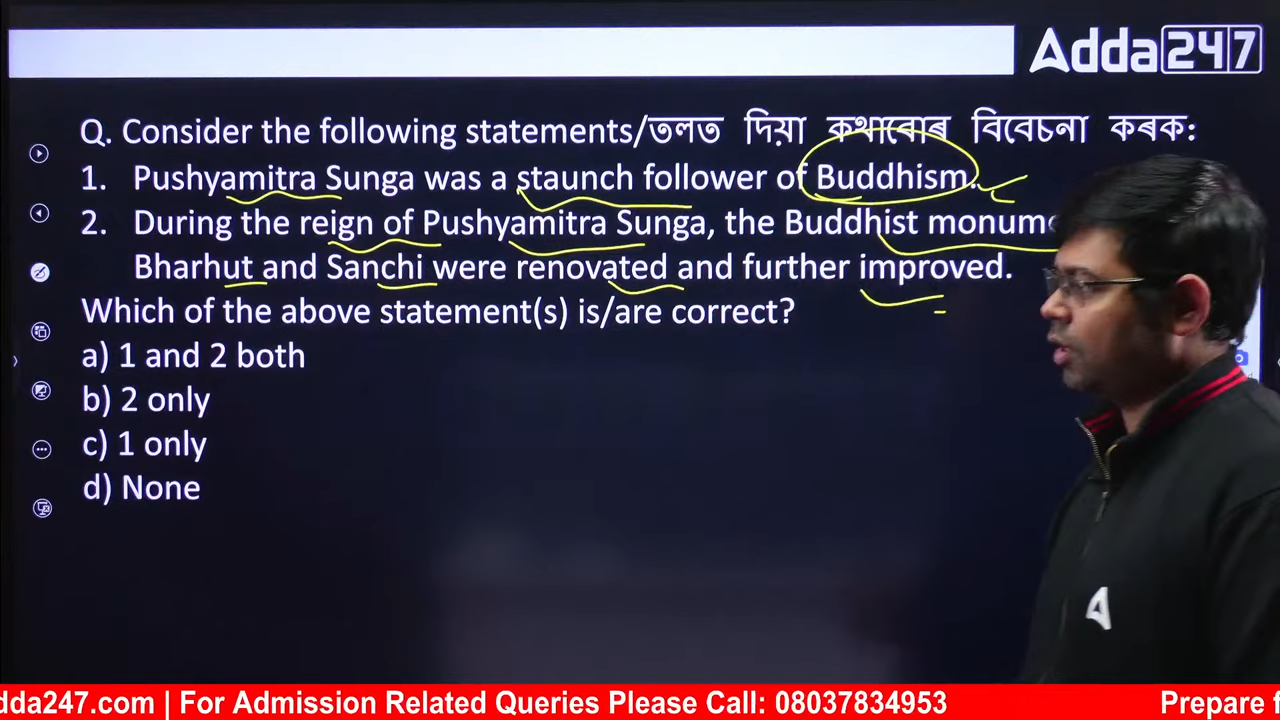 Adda247
Q. Consider the following statements/তলত দিয়া কথাবোৰ বিবেচনা কৰক:
1. Pushyamitra Sunga was a staunch follower of Buddhism.
2. During the reign of Pushyamitra Sunga, the Buddhist
Bharhut and Sanchi were renovated and further improved.
Which of the above statement(s) is/are correct?
a) 1 and 2 both
b) 2 only
c) 1 only
d) None
dda247.com | For Admission Related Queries Please Call: 08037834953 Prepare